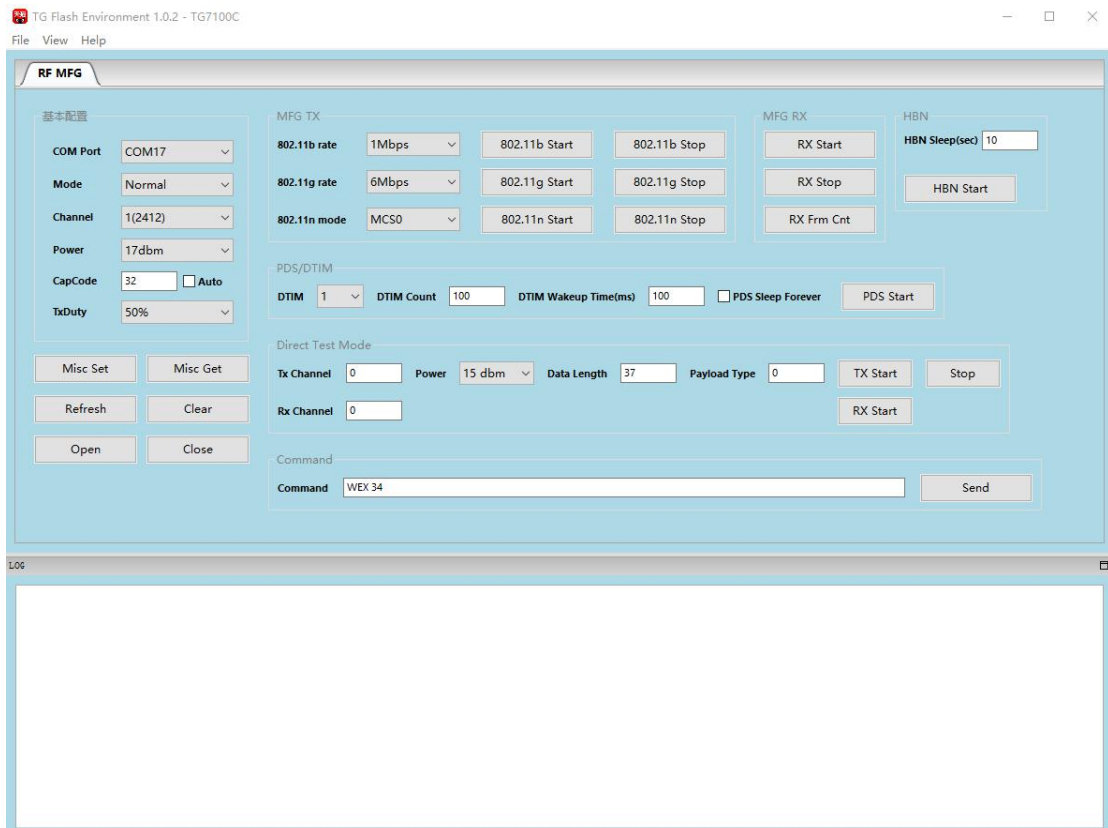 TG Flash Environment 1.0.2 - TG7100C
File View Help
RF MFG
基本配置
COM Port COM17
Mode Normal
Channel 1(2412)
Power 17dbm
CapCode 32 Auto
TxDuty 50%
Misc Set Misc Get
Refresh Clear
Open Close
MFG TX
802.11b rate 1Mbps 802.11b Start 802.11b Stop
802.11g rate 6Mbps 802.11g Start 802.11g Stop
802.11n mode MCS0 802.11n Start 802.11n Stop
MFG RX
RX Start
RX Stop
RX Frm Cnt
HBN
HBN Sleep(sec) 10
HBN Start
PDS/DTIM
DTIM 1 DTIM Count 100 DTIM Wakeup Time(ms) 100 PDS Sleep Forever PDS Start
Direct Test Mode
Tx Channel 0 Power 15 dbm Data Length 37 Payload Type 0 TX Start Stop
Rx Channel 0 RX Start
Command
Command WEX 34 Send
LOG